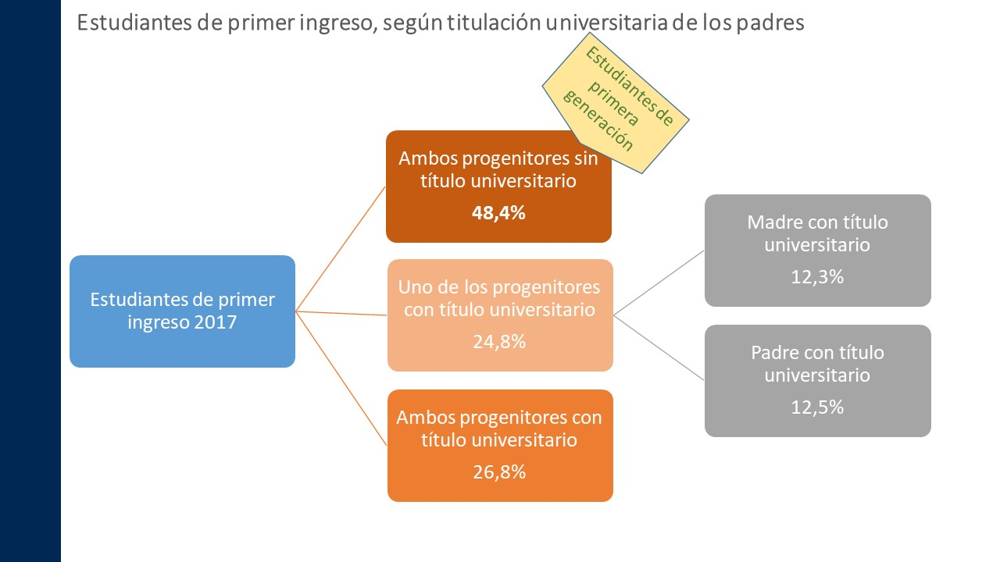 Estudiantes de primer ingreso, según titulación universitaria de los padres
Estudiantes de
primera
generación
Ambos progenitores sin
título universitario
48,4%
Estudiantes de primer
ingreso 2017
Uno de los progenitores
con título universitario
24,8%
Ambos progenitores con
título universitario
26,8%
Madre con título
universitario
12,3%
Padre con título
universitario
12,5%